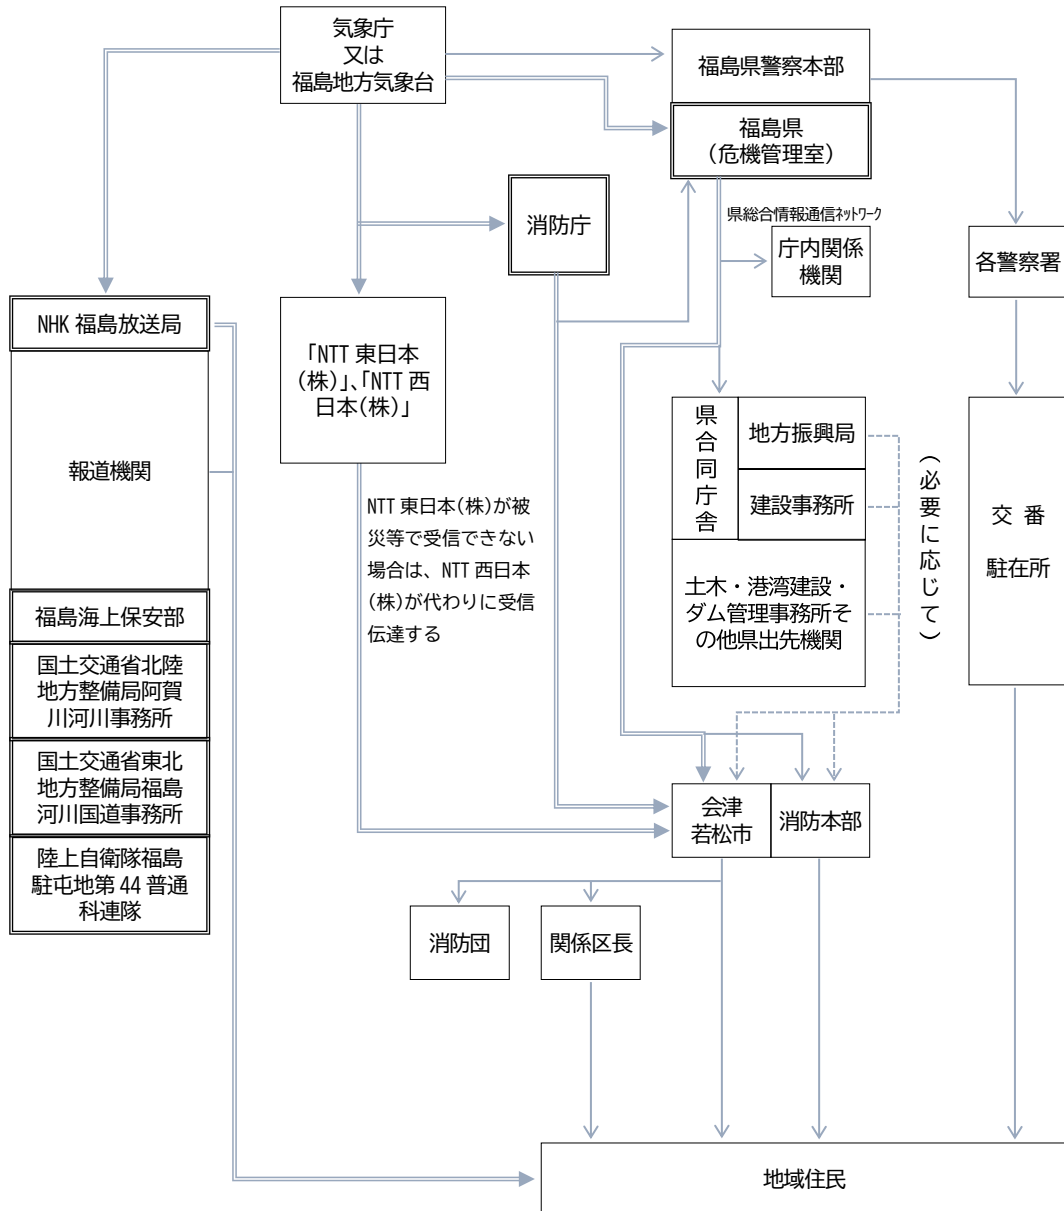 気象庁
又は
福島地方気象台
福島県警察本部
福島県
（危機管理室）
県総合情報通信ネットワーク
消防庁
庁内関係
機関
各警察署
NHK 福島放送局
「NTT 東日本
(株)」、「NTT 西
日本(株)」
報道機関
県合同庁舎
地方振興局
建設事務所
（必要に応じて）
交 番
駐在所
NTT 東日本(株)が被
災等で受信できない
場合は、NTT 西日本
(株)が代わりに受信
伝達する
土木・港湾建設・
ダム管理事務所そ
の他県出先機関
福島海上保安部
国土交通省北陸
地方整備局阿賀
川河川事務所
国土交通省東北
地方整備局福島
河川国道事務所
陸上自衛隊福島
駐屯地第 44 普通
科連隊
会津
若松市
消防本部
消防団
関係区長
地域住民